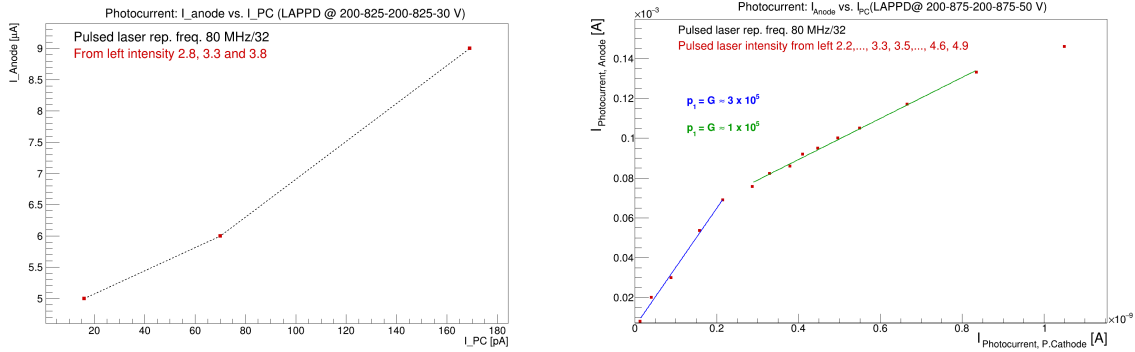 Photocurrent: I_anode vs. I_PC (LAPPD @ 200-825-200-825-30 V)
I_Anode [µA]
Pulsed laser rep. freq. 80 MHz/32
From left intensity 2.8, 3.3 and 3.8
9
8.5
8
7.5
7
6.5
6
5.5
5
20 40 60 80 100 120 140 160 180
I_PC [pA]
Photocurrent: I_Anode vs. I_PC(LAPPD@ 200-875-200-875-50 V)
×10^-3
I_Photocurrent, Anode [A]
Pulsed laser rep. freq. 80 MHz/32
Pulsed laser intensity from left 2.2,..., 3.3, 3.5,..., 4.6, 4.9
p_1 = G ≈ 3 x 10^5
p_1 = G ≈ 1 x 10^5
0.14
0.12
0.1
0.08
0.06
0.04
0.02
0 0.2 0.4 0.6 0.8 1
×10^-9
I_Photocurrent, P.Cathode [A]